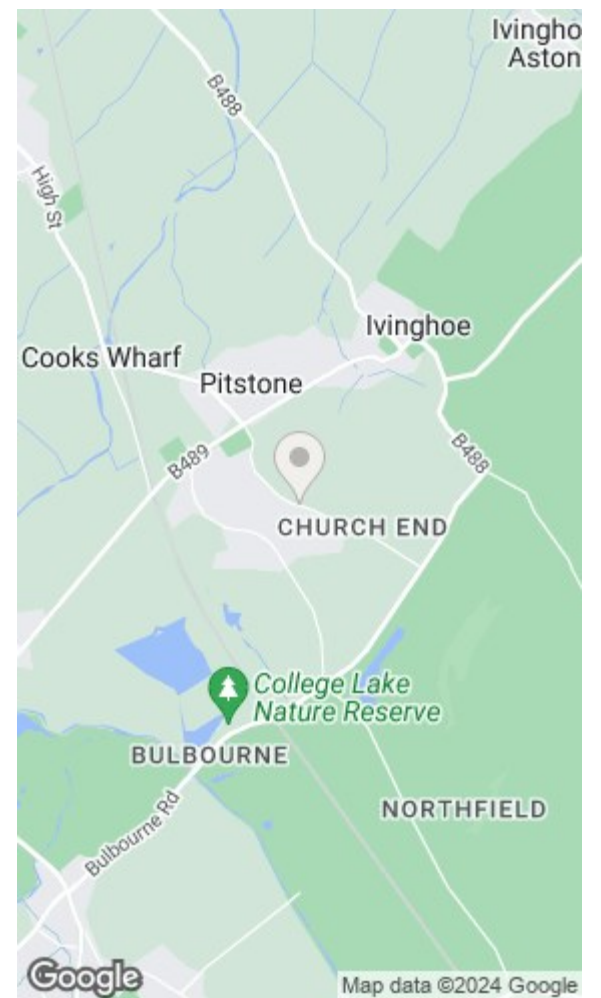 Ivingho
Aston
B488
High St
Ivinghoe
Cooks Wharf
Pitstone
B488
B489
CHURCH END
College Lake
Nature Reserve
BULBOURNE
NORTHFIELD
Bulbourne Rd
Google
Map data ©2024 Google